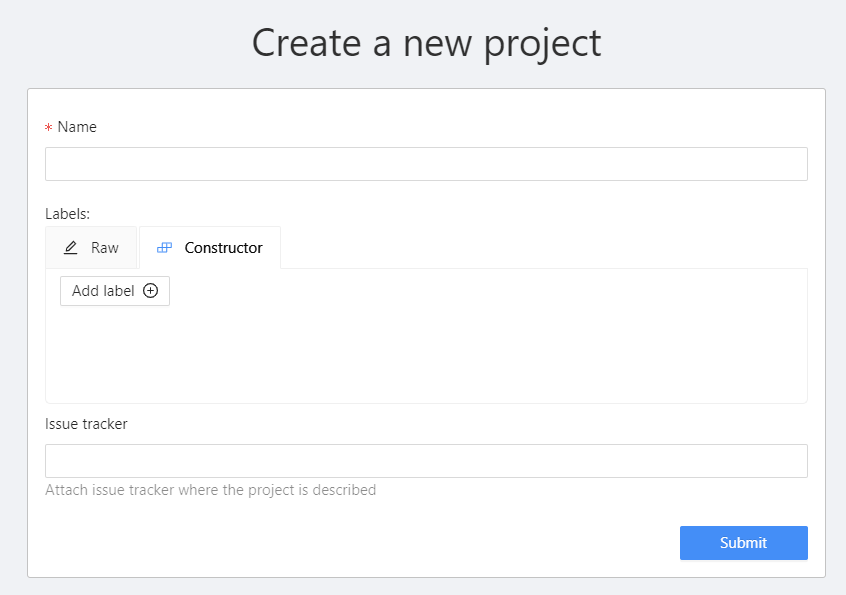 Create a new project
* Name
Labels:
Raw Constructor
Add label
Issue tracker
Attach issue tracker where the project is described
Submit